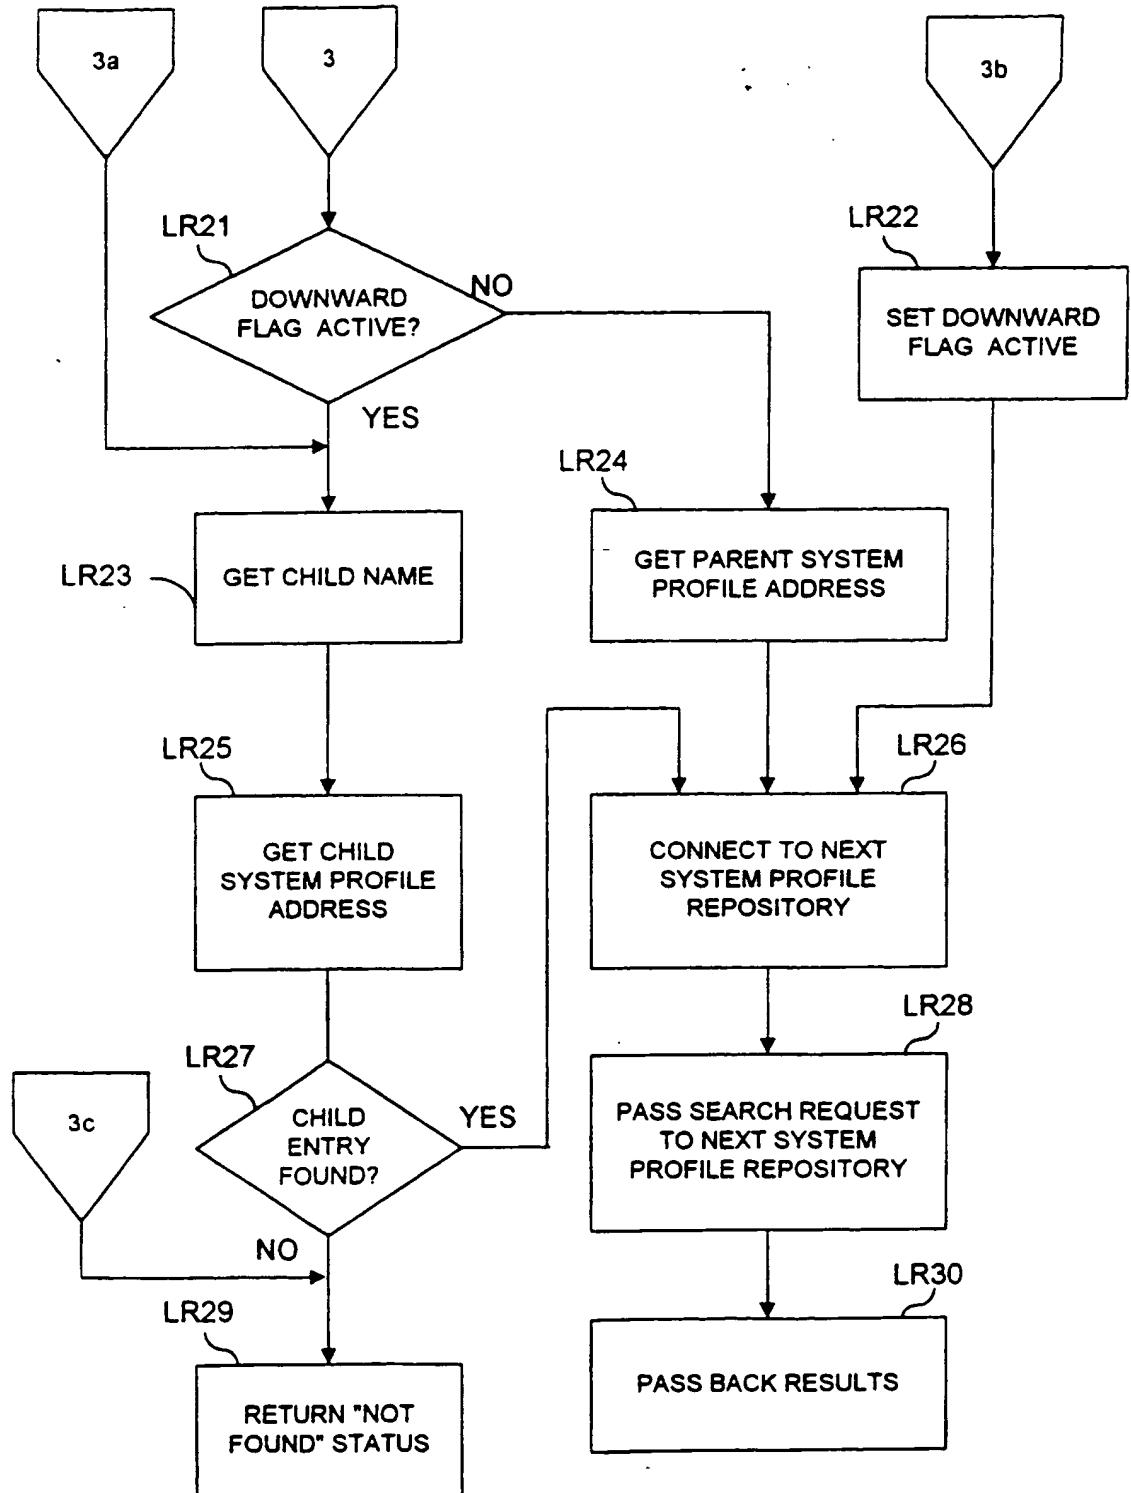 3a
3
3b
LR21
DOWNWARD
FLAG ACTIVE?
NO
YES
LR22
SET DOWNWARD
FLAG ACTIVE
LR23
GET CHILD NAME
LR24
GET PARENT SYSTEM
PROFILE ADDRESS
LR25
GET CHILD
SYSTEM PROFILE
ADDRESS
LR26
CONNECT TO NEXT
SYSTEM PROFILE
REPOSITORY
LR27
CHILD
ENTRY
FOUND?
YES
NO
3c
LR28
PASS SEARCH REQUEST
TO NEXT SYSTEM
PROFILE REPOSITORY
LR29
RETURN "NOT
FOUND" STATUS
LR30
PASS BACK RESULTS